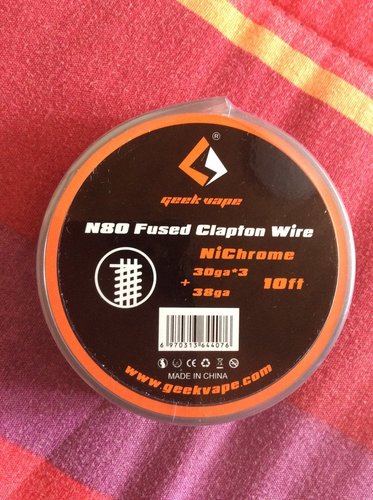 ®
geek vape
N80 Fused Clapton Wire
NiChrome
30ga*3
+
38ga
10ft
6 970313 644076
CE
MADE IN CHINA
www.geekvape.com